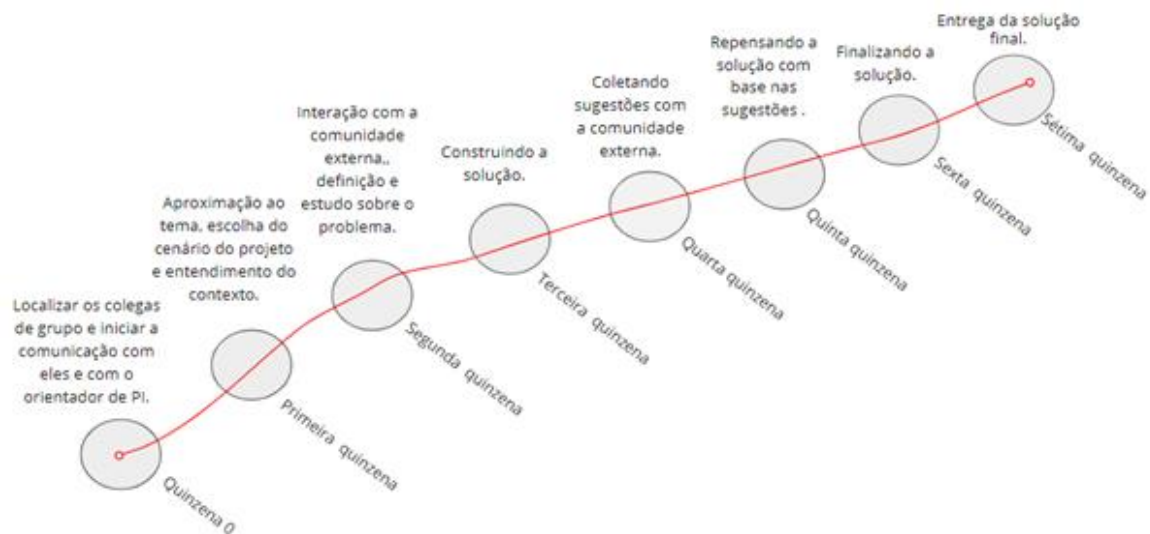 Localizar os colegas
de grupo e iniciar a
comunicação com
eles e com o
orientador de PI.
Quinzena 0
Aproximação ao
tema, escolha do
cenário do projeto
e entendimento do
contexto.
Primeira quinzena
Interação com a
comunidade
externa,,
definição e
estudo sobre o
problema.
Segunda quinzena
Construindo a
solução.
Terceira quinzena
Coletando
sugestões com
a comunidade
externa.
Quarta quinzena
Repensando a
solução com
base nas
sugestões .
Quinta quinzena
Finalizando a
solução.
Sexta quinzena
Entrega da solução
final.
Sétima quinzena